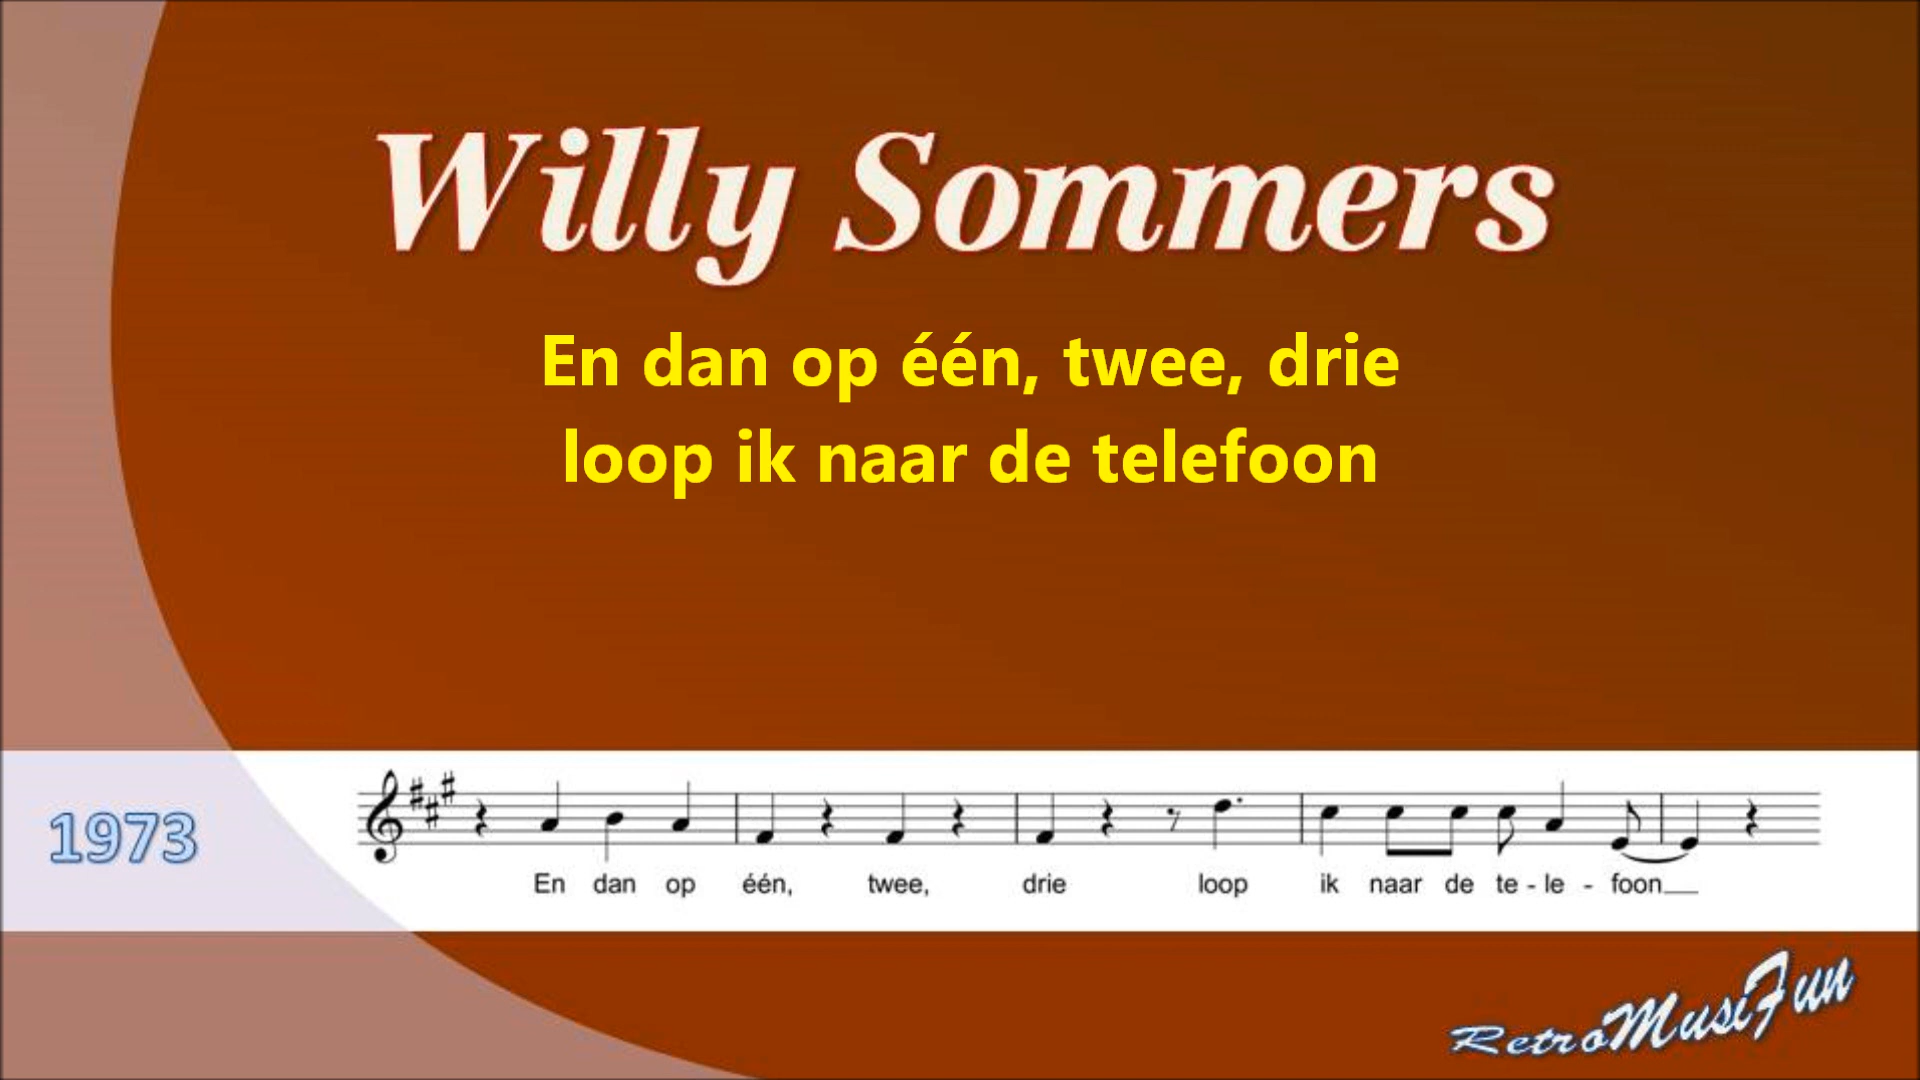 Willy Sommers
En dan op één, twee, drie
loop ik naar de telefoon
1973
En dan op één, twee, drie loop ik naar de te - le - foon
RetroMusiFun